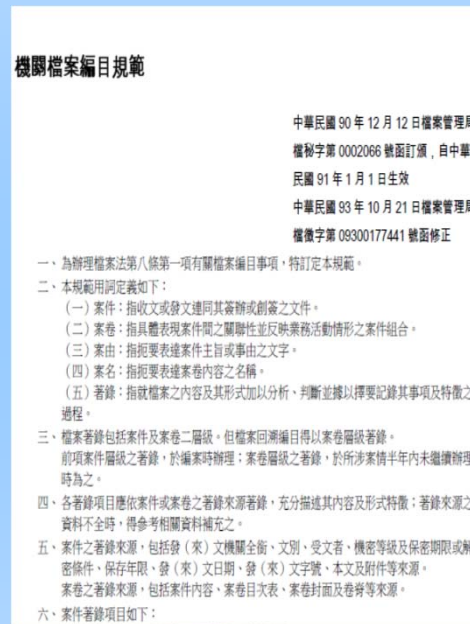 機關檔案編目規範
中華民國 90 年 12 月 12 日檔案管理局
檔秘字第 0002066 號函訂頒，自中華
民國 91 年 1 月 1 日生效
中華民國 93 年 10 月 21 日檔案管理局
檔徵字第 09300177441 號函修正
一、為辦理檔案法第八條第一項有關檔案編目事項，特訂定本規範。
二、本規範用詞定義如下：
（一）案件：指收文或發文連同其簽辦或創簽之文件。
（二）案卷：指具體表現案件間之關聯性並反映業務活動情形之案件組合。
（三）案由：指扼要表達案件主旨或事由之文字。
（四）案名：指扼要表達案卷內容之名稱。
（五）著錄：指就檔案之內容及其形式加以分析、判斷並據以擇要記錄其事項及特徵之
過程。
三、檔案著錄包括案件及案卷二層級。但檔案回溯編目得以案卷層級著錄。
前項案件層級之著錄，於編案時辦理；案卷層級之著錄，於所涉案情半年內未繼續辦理
時為之。
四、各著錄項目應依案件或案卷之著錄來源著錄，充分描述其內容及形式特徵；著錄來源之
資料不全時，得參考相關資料補充之。
五、案件之著錄來源，包括發（來）文機關全銜、文別、受文者、機密等級及保密期限或解
密條件、保存年限、發（來）文日期、發（來）文字號、本文及附件等來源。
案卷之著錄來源，包括案件內容、案卷目次表、案卷封面及卷脊等來源。
六、案件著錄項目如下：